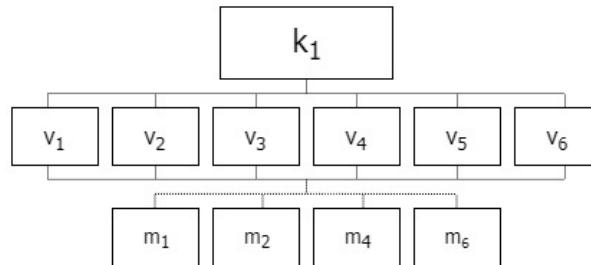 k₁
v₁ v₂ v₃ v₄ v₅ v₆
m₁ m₂ m₄ m₆